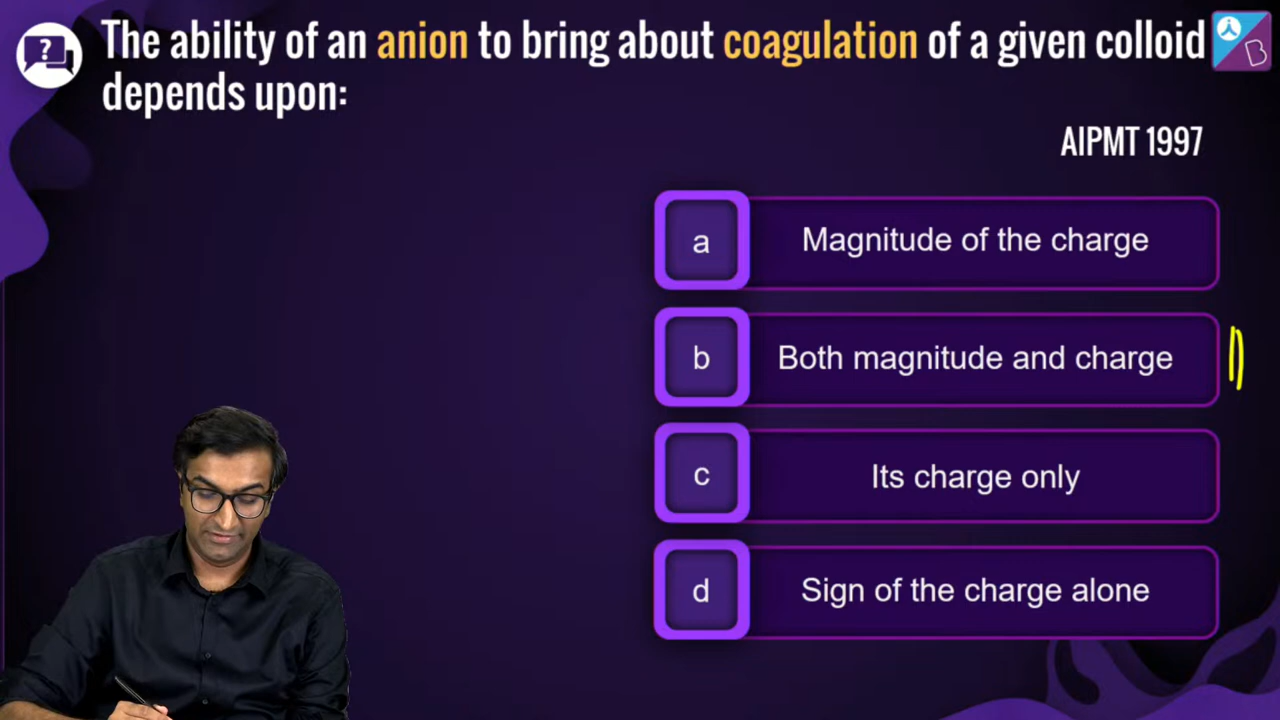 The ability of an anion to bring about coagulation of a given colloid
depends upon:
AIPMT 1997
a Magnitude of the charge
b Both magnitude and charge
c Its charge only
d Sign of the charge alone